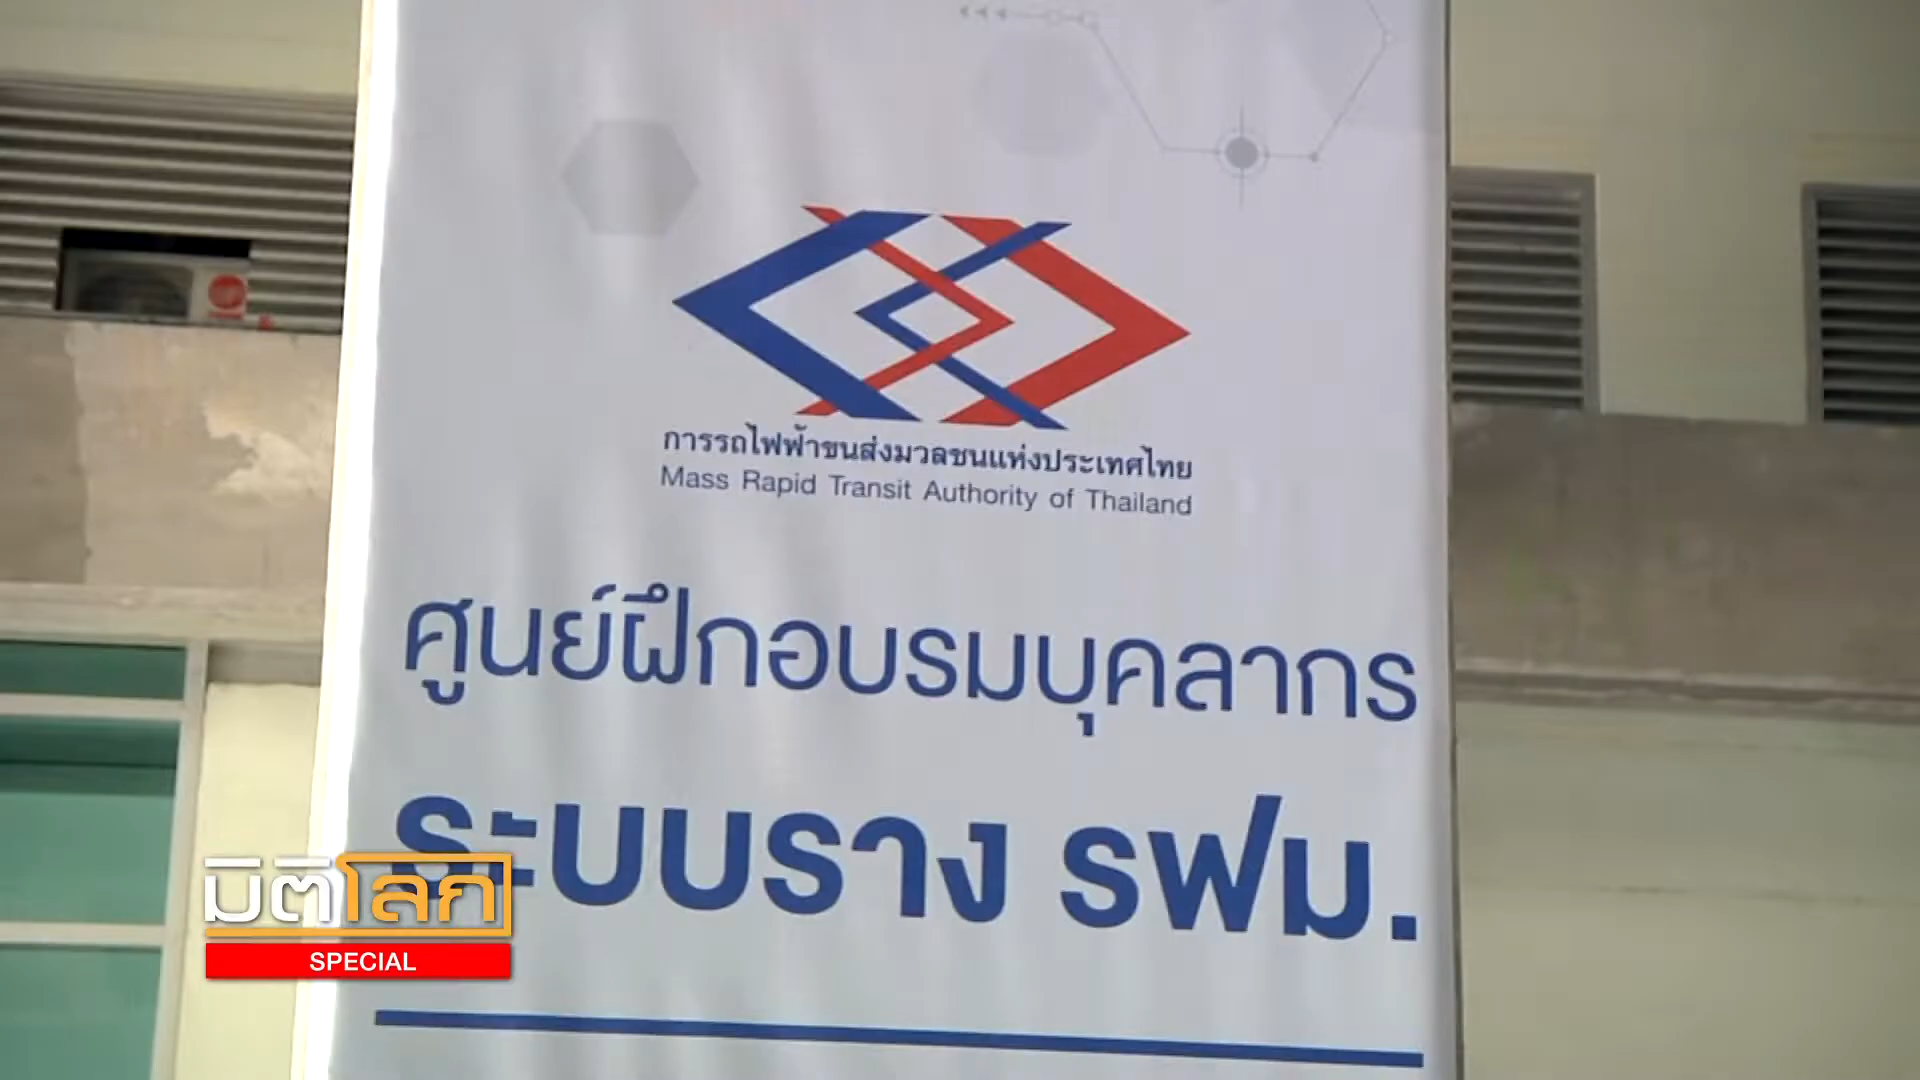 การรถไฟฟ้าขนส่งมวลชนแห่งประเทศไทย
Mass Rapid Transit Authority of Thailand
ศูนย์ฝึกอบรมบุคลากร
ระบบราง รฟม.
มิติโลก
SPECIAL